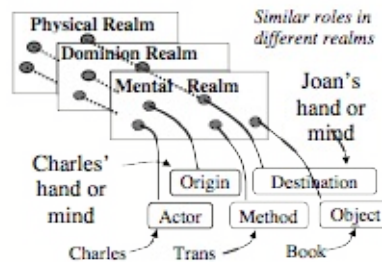 Physical Realm
Similar roles in
different realms
Dominion Realm
Mental Realm
Joan's
hand or
mind
Charles'
hand or
mind
Origin
Destination
Actor
Method
Object
Charles
Trans
Book